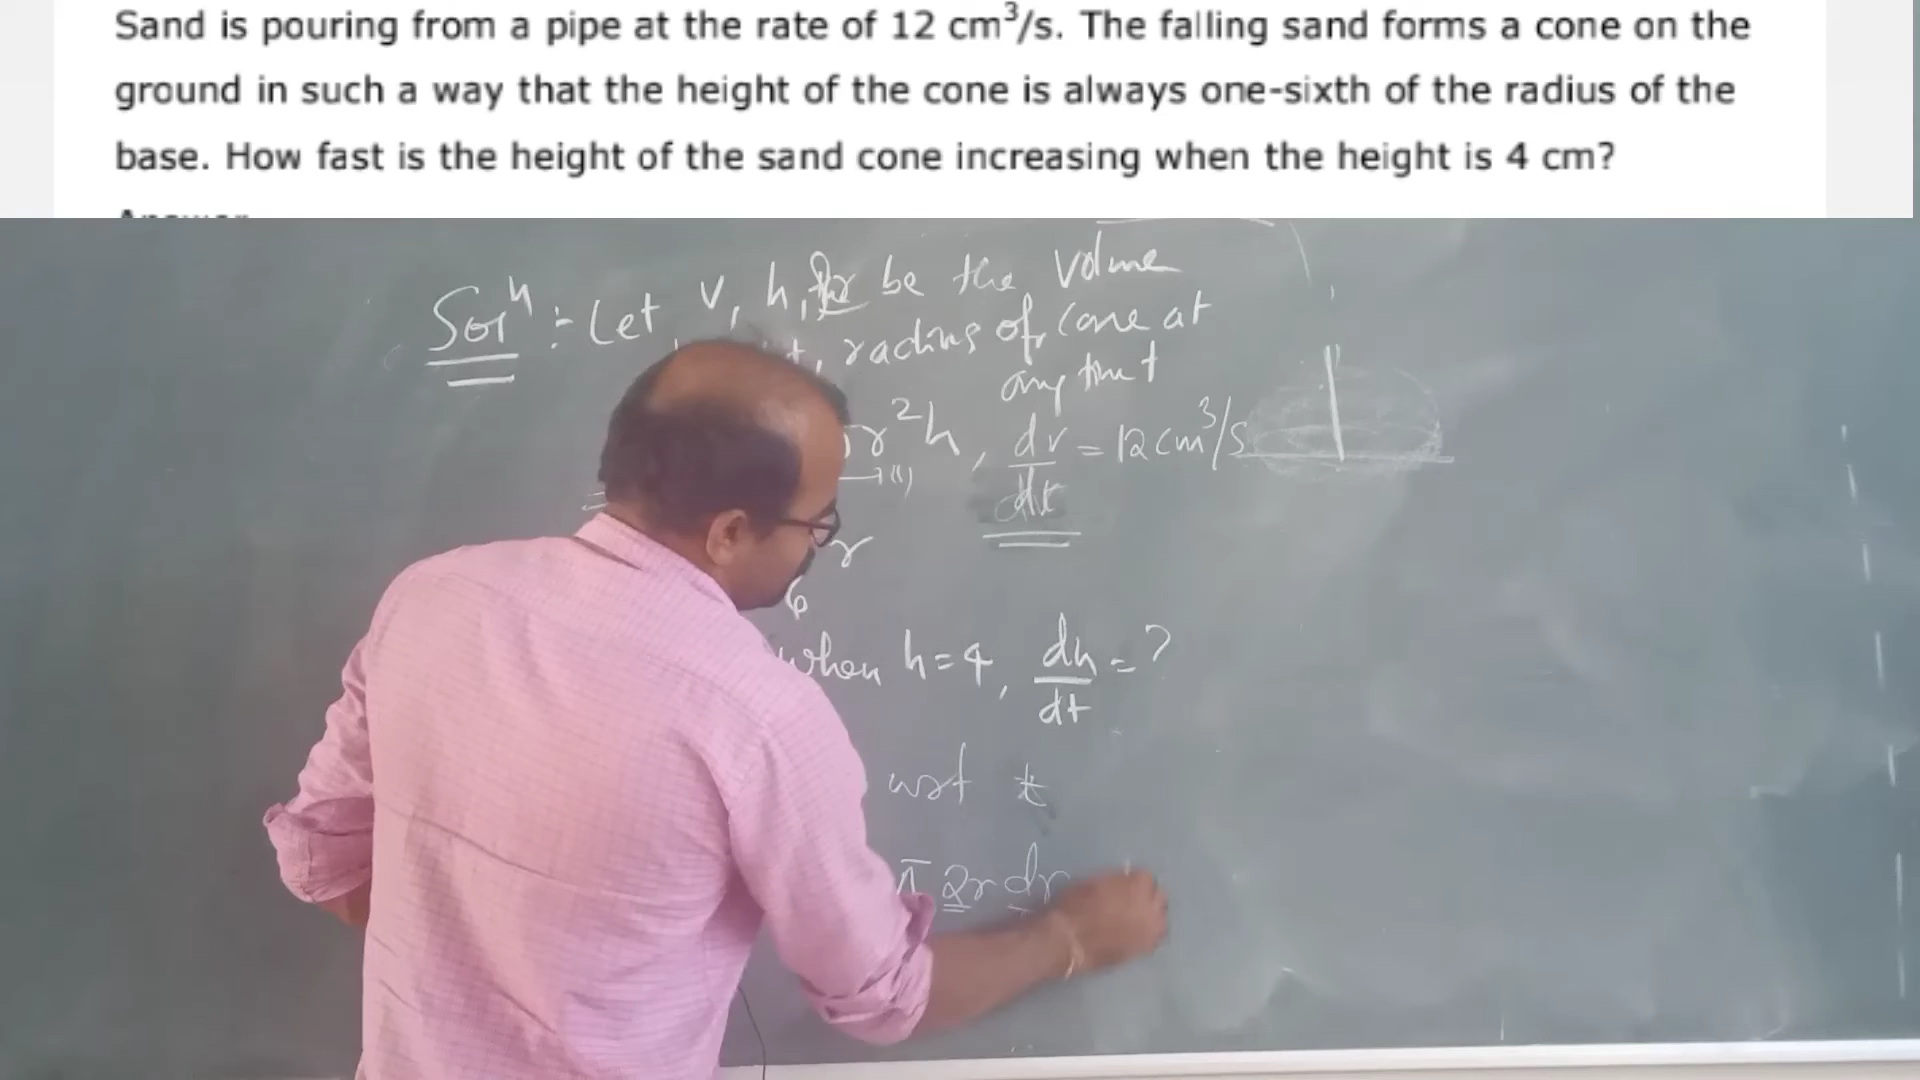 Sand is pouring from a pipe at the rate of 12 cm³/s. The falling sand forms a cone on the
ground in such a way that the height of the cone is always one-sixth of the radius of the
base. How fast is the height of the sand cone increasing when the height is 4 cm?
Solⁿ :- Let v, h, r be the volume
, radius of cone at
any time t
r²h , dv/dt = 12 cm³/s
→ (1)
r
6
when h = 4, dh/dt = ?
wrt t
π 2r dr